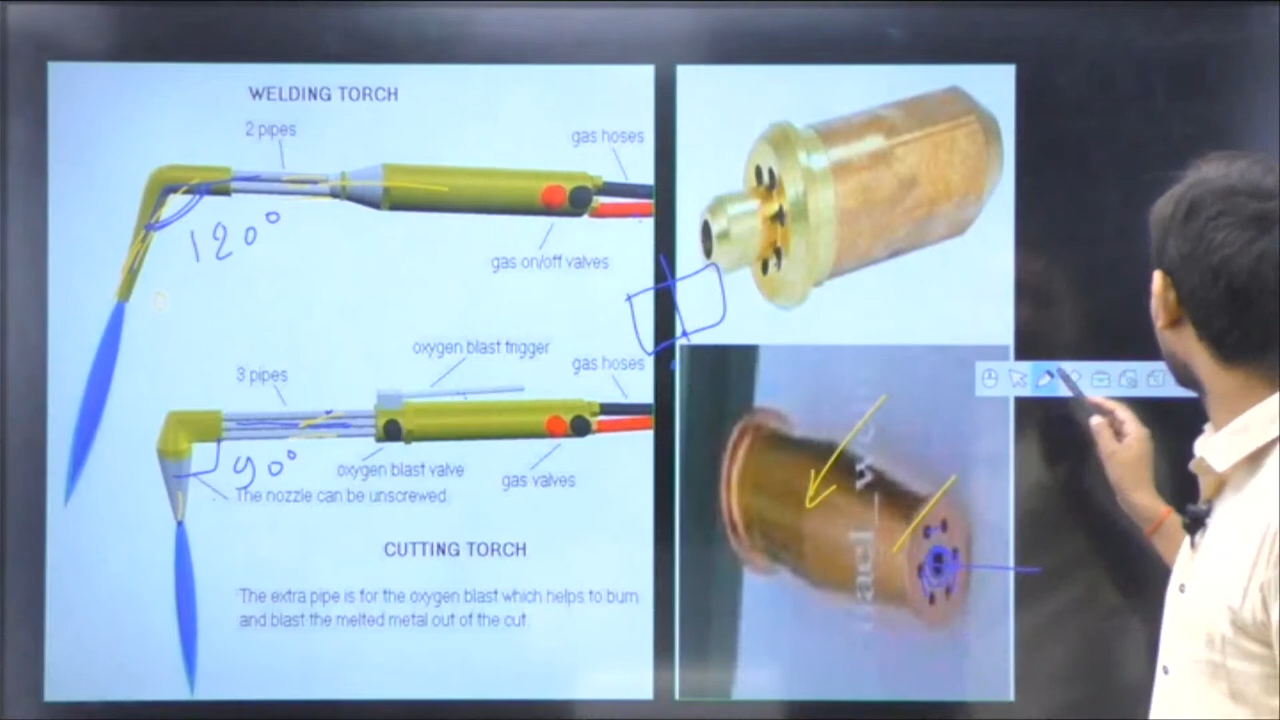 WELDING TORCH
2 pipes
gas hoses
120°
gas on/off valves
oxygen blast trigger
3 pipes
gas hoses
90°
oxygen blast valve
gas valves
The nozzle can be unscrewed.
CUTTING TORCH
The extra pipe is for the oxygen blast which helps to burn
and blast the melted metal out of the cut.